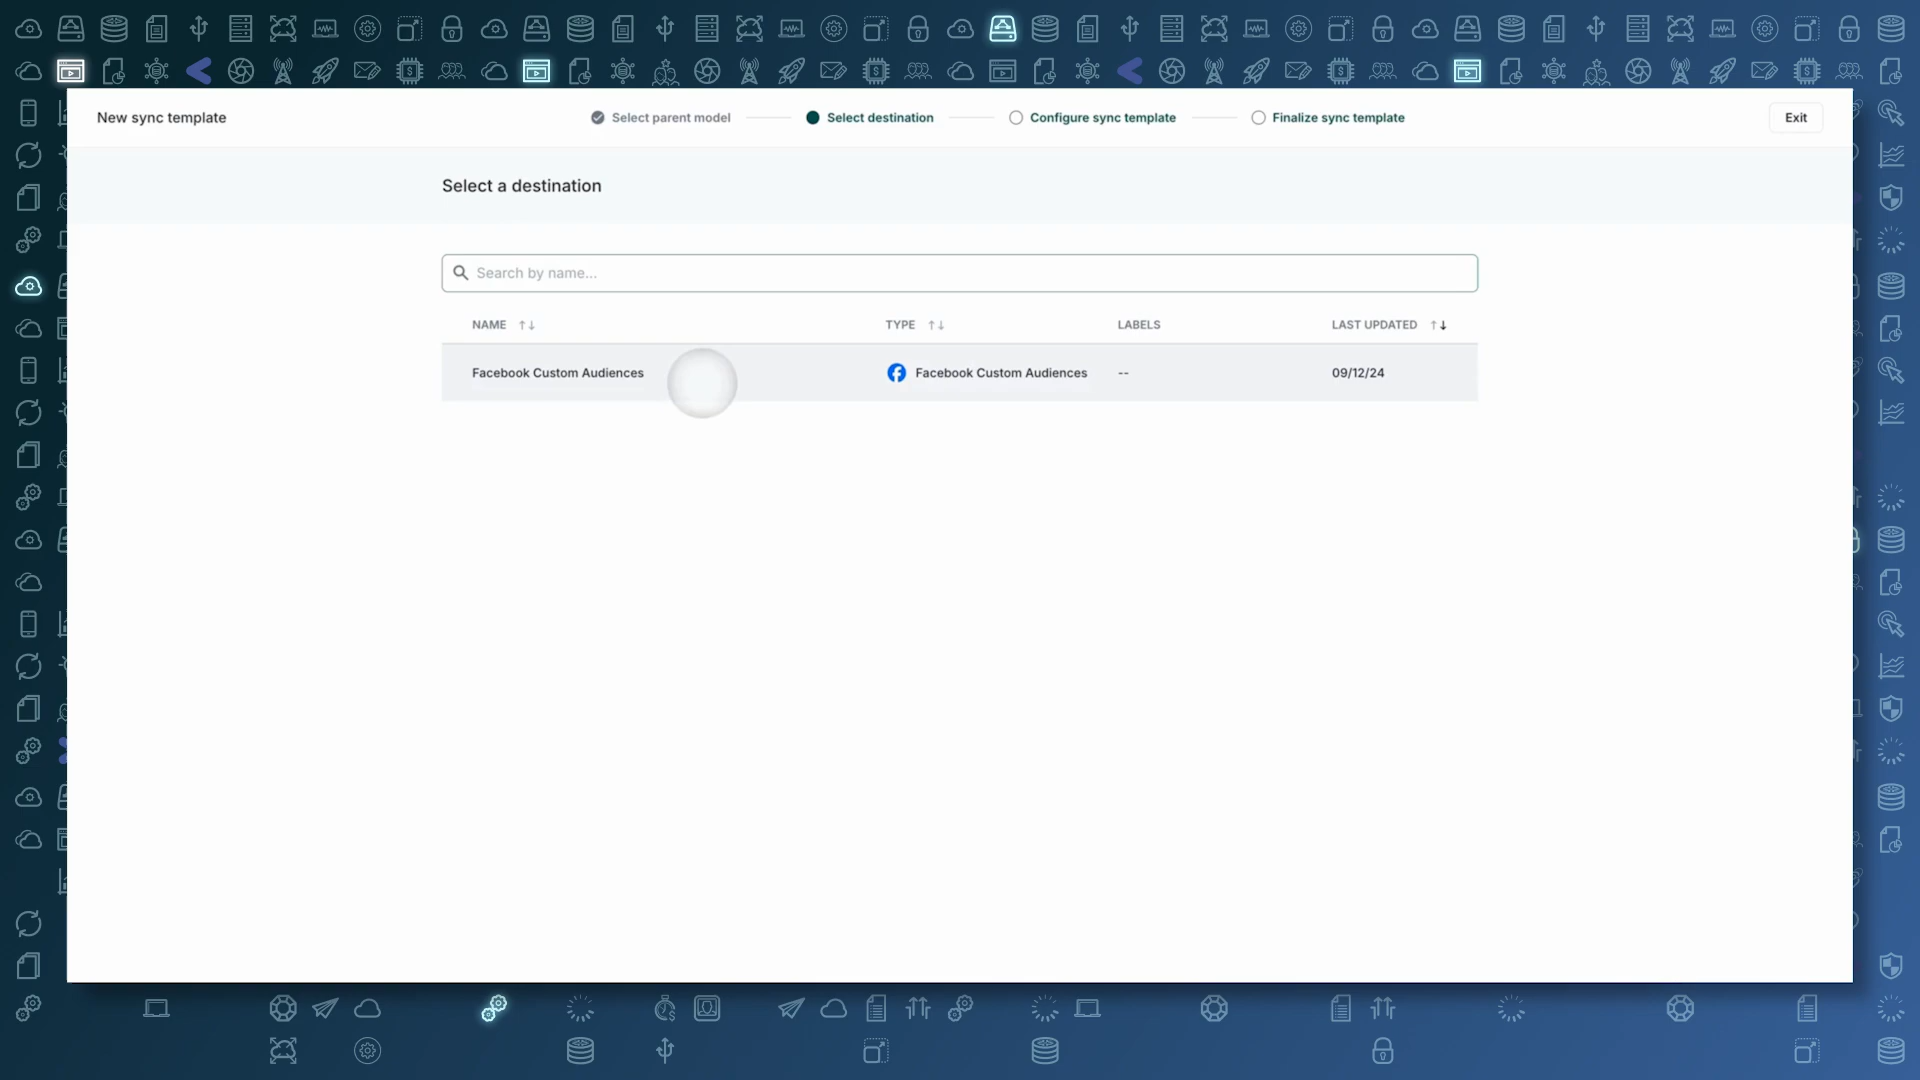 New sync template
Select parent model
Select destination
Configure sync template
Finalize sync template
Exit
Select a destination
Search by name...
NAME
TYPE
LABELS
LAST UPDATED
Facebook Custom Audiences
Facebook Custom Audiences
--
09/12/24